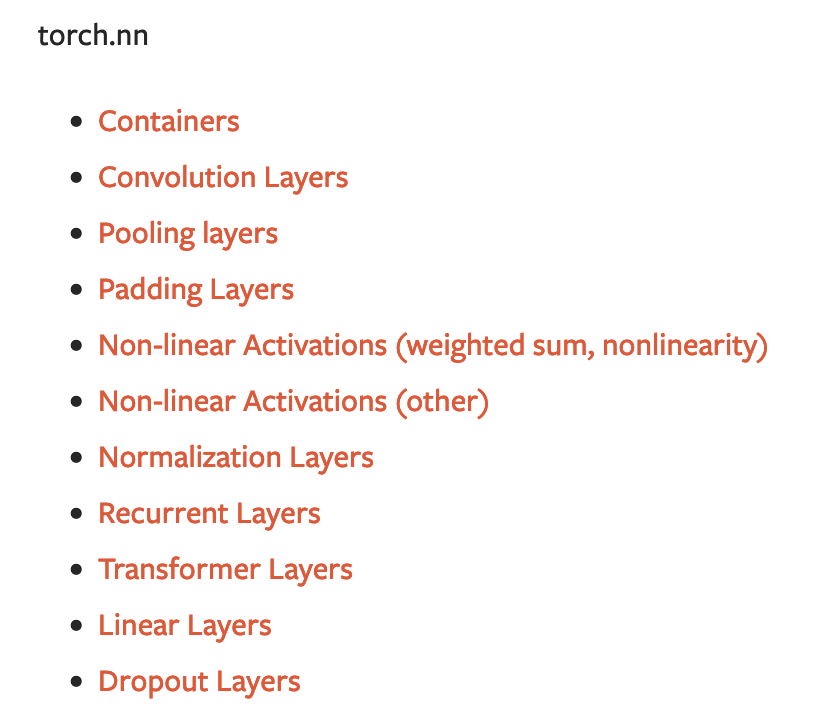 torch.nn
Containers
Convolution Layers
Pooling layers
Padding Layers
Non-linear Activations (weighted sum, nonlinearity)
Non-linear Activations (other)
Normalization Layers
Recurrent Layers
Transformer Layers
Linear Layers
Dropout Layers